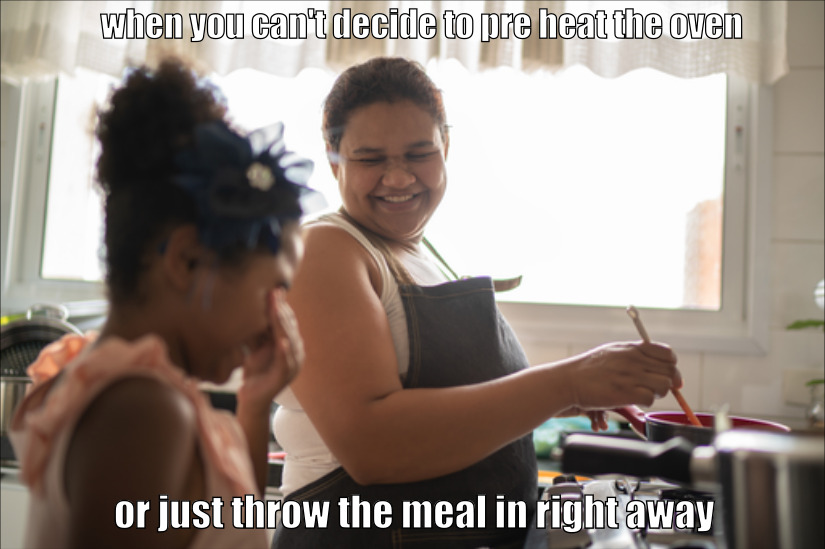 when you can't decide to pre heat the oven
or just throw the meal in right away